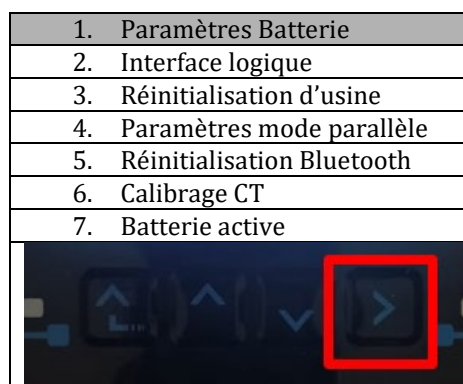 1. Paramètres Batterie
2. Interface logique
3. Réinitialisation d’usine
4. Paramètres mode parallèle
5. Réinitialisation Bluetooth
6. Calibrage CT
7. Batterie active